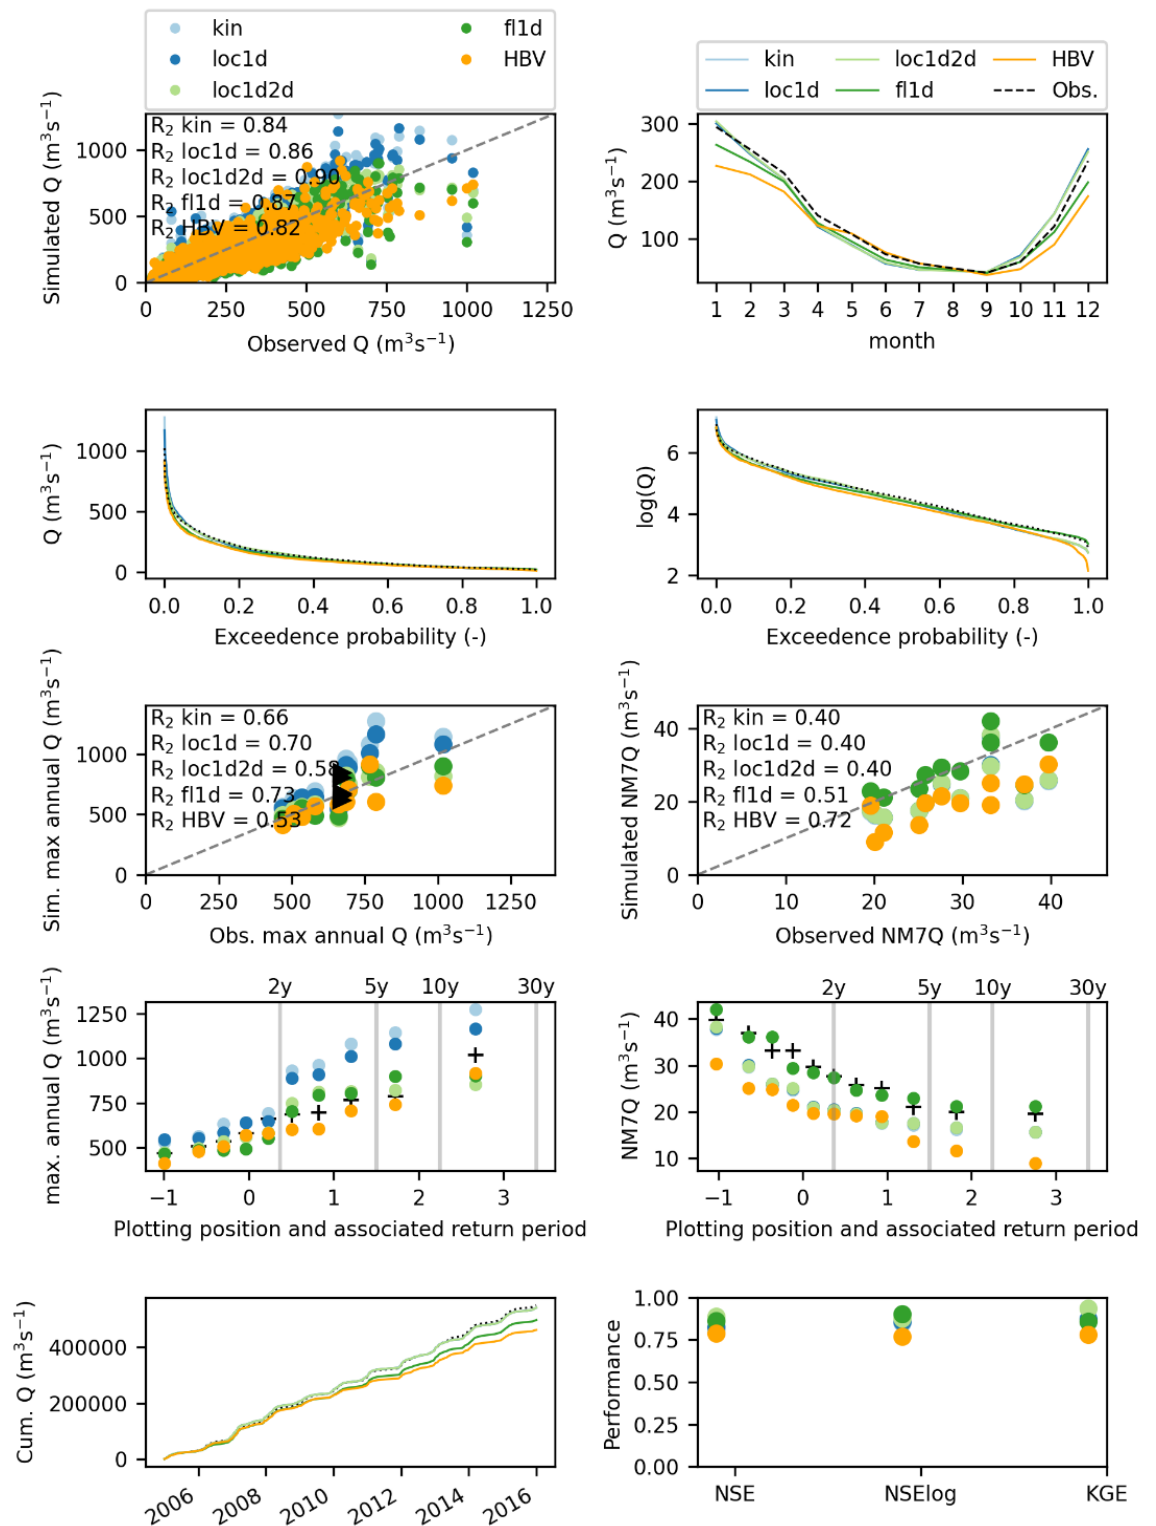 kin
loc1d
loc1d2d
fl1d
HBV
R₂ kin = 0.84
R₂ loc1d = 0.86
R₂ loc1d2d = 0.90
R₂ fl1d = 0.87
R₂ HBV = 0.82
Simulated Q (m³s⁻¹)
1000
500
0
0 250 500 750 1000 1250
Observed Q (m³s⁻¹)
kin loc1d2d HBV
loc1d fl1d Obs.
Q (m³s⁻¹)
300
200
100
1 2 3 4 5 6 7 8 9 10 11 12
month
Q (m³s⁻¹)
1000
500
0
0.0 0.2 0.4 0.6 0.8 1.0
Exceedence probability (-)
log(Q)
6
4
2
0.0 0.2 0.4 0.6 0.8 1.0
Exceedence probability (-)
Sim. max annual Q (m³s⁻¹)
R₂ kin = 0.66
R₂ loc1d = 0.70
R₂ loc1d2d = 0.58
R₂ fl1d = 0.73
R₂ HBV = 0.53
1000
500
0
0 250 500 750 1000 1250
Obs. max annual Q (m³s⁻¹)
Simulated NM7Q (m³s⁻¹)
R₂ kin = 0.40
R₂ loc1d = 0.40
R₂ loc1d2d = 0.40
R₂ fl1d = 0.51
R₂ HBV = 0.72
40
20
0
0 10 20 30 40
Observed NM7Q (m³s⁻¹)
max. annual Q (m³s⁻¹)
2y 5y 10y 30y
1250
1000
750
500
−1 0 1 2 3
Plotting position and associated return period
NM7Q (m³s⁻¹)
2y 5y 10y 30y
40
30
20
10
−1 0 1 2 3
Plotting position and associated return period
Cum. Q (m³s⁻¹)
400000
200000
0
2006 2008 2010 2012 2014 2016
Performance
1.00
0.75
0.50
0.25
0.00
NSE NSElog KGE